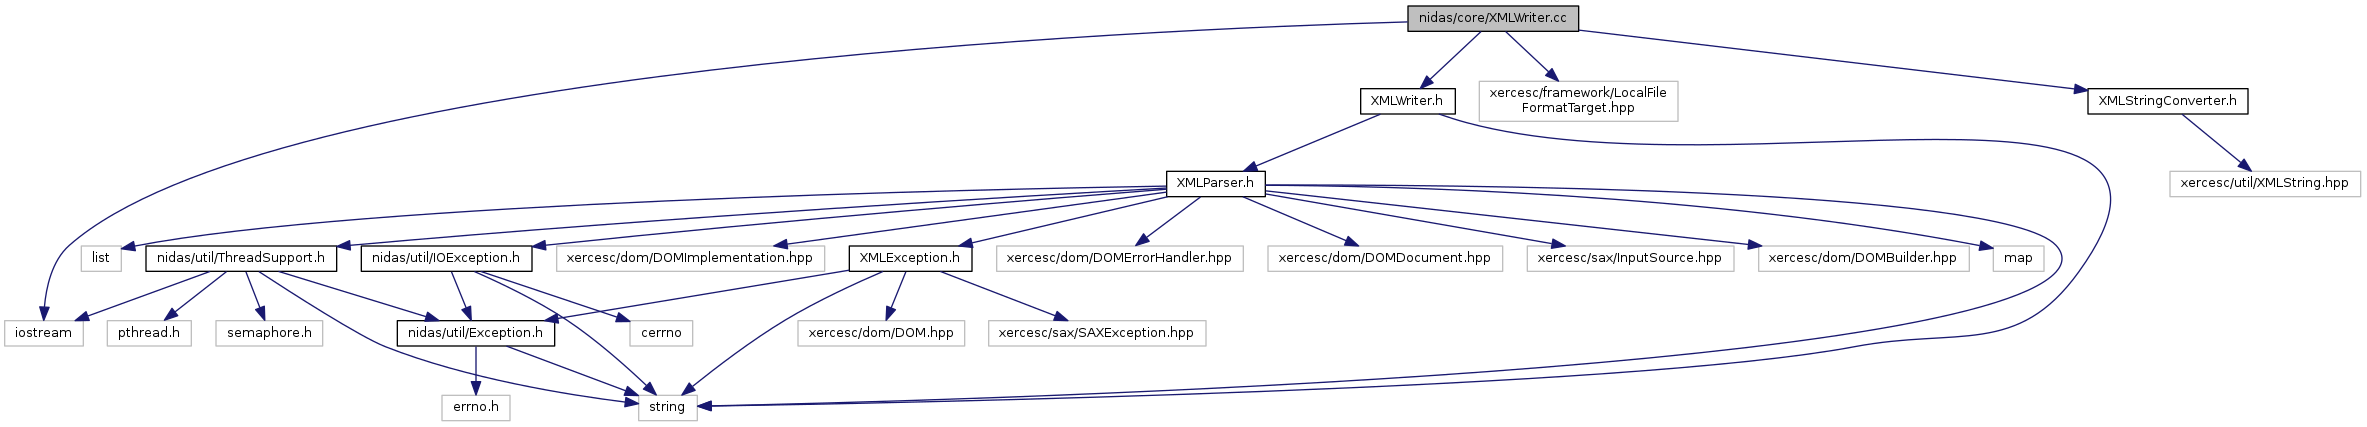 nidas/core/XMLWriter.cc
XMLWriter.h
xercesc/framework/LocalFile
FormatTarget.hpp
XMLStringConverter.h
XMLParser.h
xercesc/util/XMLString.hpp
list
nidas/util/ThreadSupport.h
nidas/util/IOException.h
xercesc/dom/DOMImplementation.hpp
XMLException.h
xercesc/dom/DOMErrorHandler.hpp
xercesc/dom/DOMDocument.hpp
xercesc/sax/InputSource.hpp
xercesc/dom/DOMBuilder.hpp
map
iostream
pthread.h
semaphore.h
nidas/util/Exception.h
cerrno
xercesc/dom/DOM.hpp
xercesc/sax/SAXException.hpp
errno.h
string